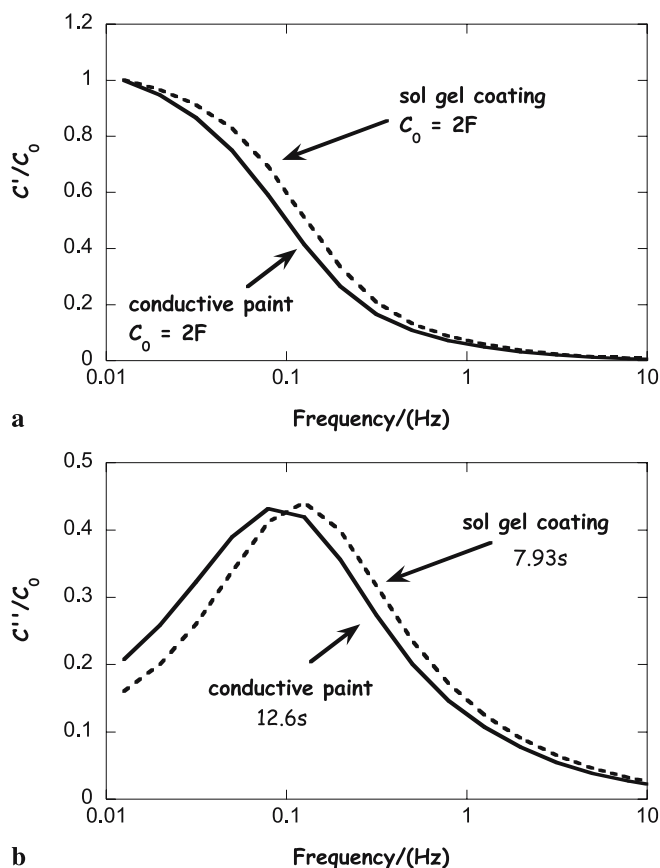 C'/C₀
1.2
1
0.8
0.6
0.4
0.2
0
sol gel coating
C₀ = 2F
conductive paint
C₀ = 2F
0.01
0.1
1
10
a
Frequency/(Hz)
C'''/C₀
0.5
0.4
0.3
0.2
0.1
0
sol gel coating
7.93s
conductive paint
12.6s
0.01
0.1
1
10
b
Frequency/(Hz)